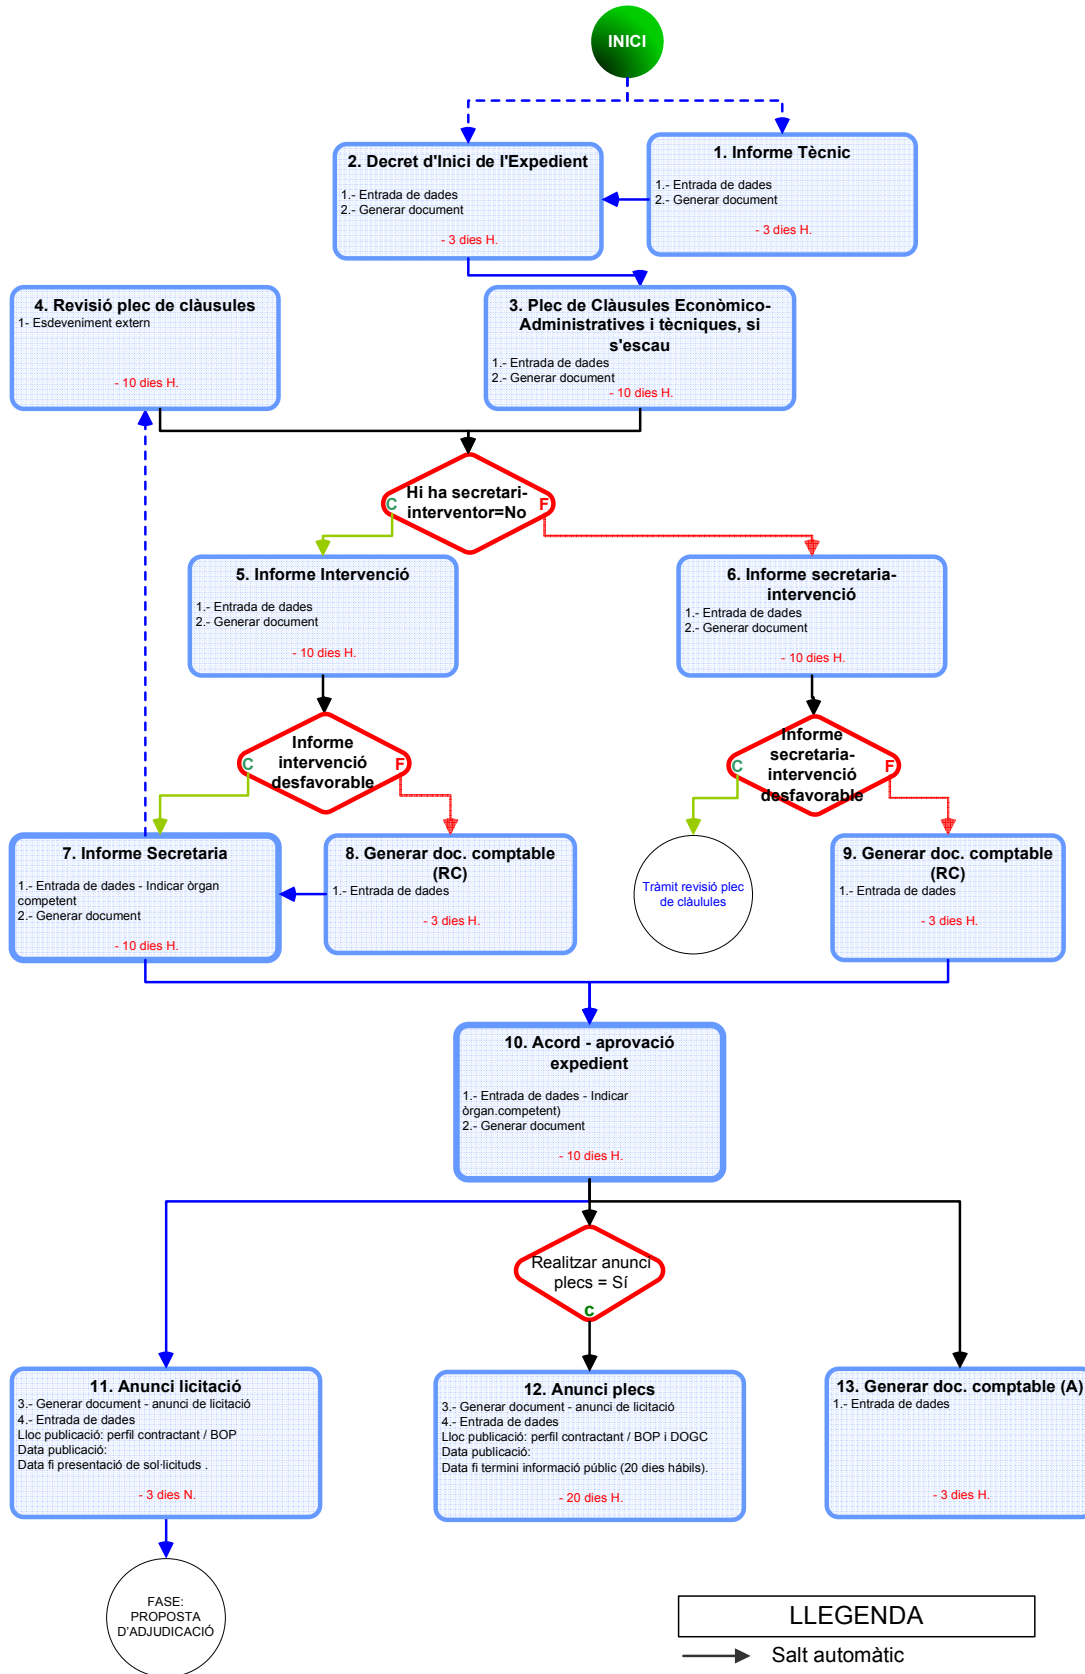 INICI
2. Decret d'Inici de l'Expedient
1.- Entrada de dades
2.- Generar document
- 3 dies H.
1. Informe Tècnic
1.- Entrada de dades
2.- Generar document
- 3 dies H.
4. Revisió plec de clàusules
1- Esdeveniment extern
- 10 dies H.
3. Plec de Clàusules Econòmico-
Administratives i tècniques, si
s'escau
1.- Entrada de dades
2.- Generar document
- 10 dies H.
Hi ha secretari-
interventor=No
C
F
5. Informe Intervenció
1.- Entrada de dades
2.- Generar document
- 10 dies H.
6. Informe secretaria-
intervenció
1.- Entrada de dades
2.- Generar document
- 10 dies H.
Informe
intervenció
desfavorable
C
F
Informe
secretaria-
intervenció
desfavorable
C
F
7. Informe Secretaria
1.- Entrada de dades - Indicar òrgan
competent
2.- Generar document
- 10 dies H.
8. Generar doc. comptable
(RC)
1.- Entrada de dades
- 3 dies H.
Tràmit revisió plec
de clàulules
9. Generar doc. comptable
(RC)
1.- Entrada de dades
- 3 dies H.
10. Acord - aprovació
expedient
1.- Entrada de dades - Indicar
òrgan.competent)
2.- Generar document
- 10 dies H.
Realitzar anunci
plecs = Sí
c
11. Anunci licitació
3.- Generar document - anunci de licitació
4.- Entrada de dades
Lloc publicació: perfil contractant / BOP
Data publicació:
Data fi presentació de sol·licituds .
- 3 dies N.
12. Anunci plecs
3.- Generar document - anunci de licitació
4.- Entrada de dades
Lloc publicació: perfil contractant / BOP i DOGC
Data publicació:
Data fi termini informació públic (20 dies hábils).
- 20 dies H.
13. Generar doc. comptable (A)
1.- Entrada de dades
- 3 dies H.
FASE:
PROPOSTA
D'ADJUDICACIÓ
LLEGENDA
Salt automàtic